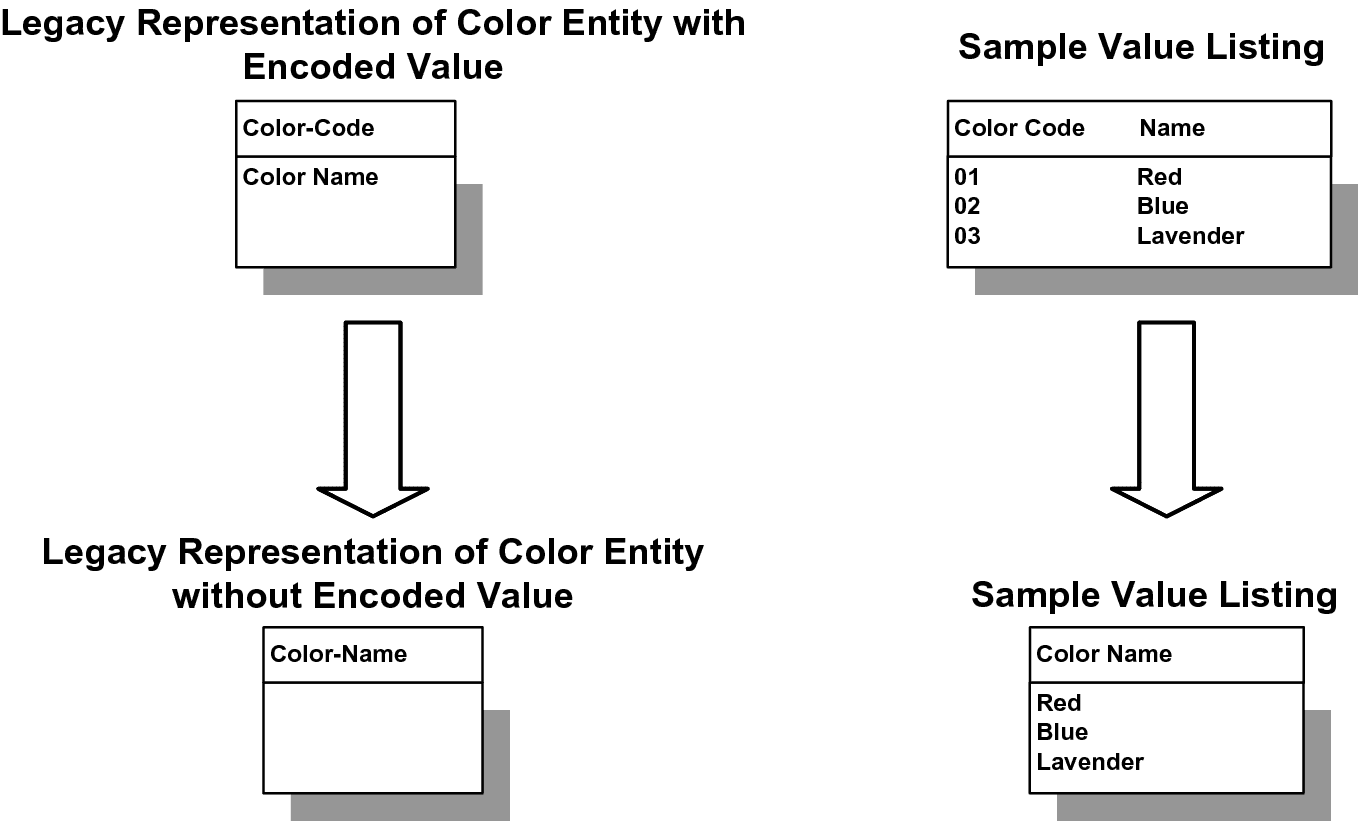 Legacy Representation of Color Entity with
Encoded Value
Color-Code
Color Name
Sample Value Listing
Color Code Name
01 Red
02 Blue
03 Lavender
Legacy Representation of Color Entity
without Encoded Value
Color-Name
Sample Value Listing
Color Name
Red
Blue
Lavender